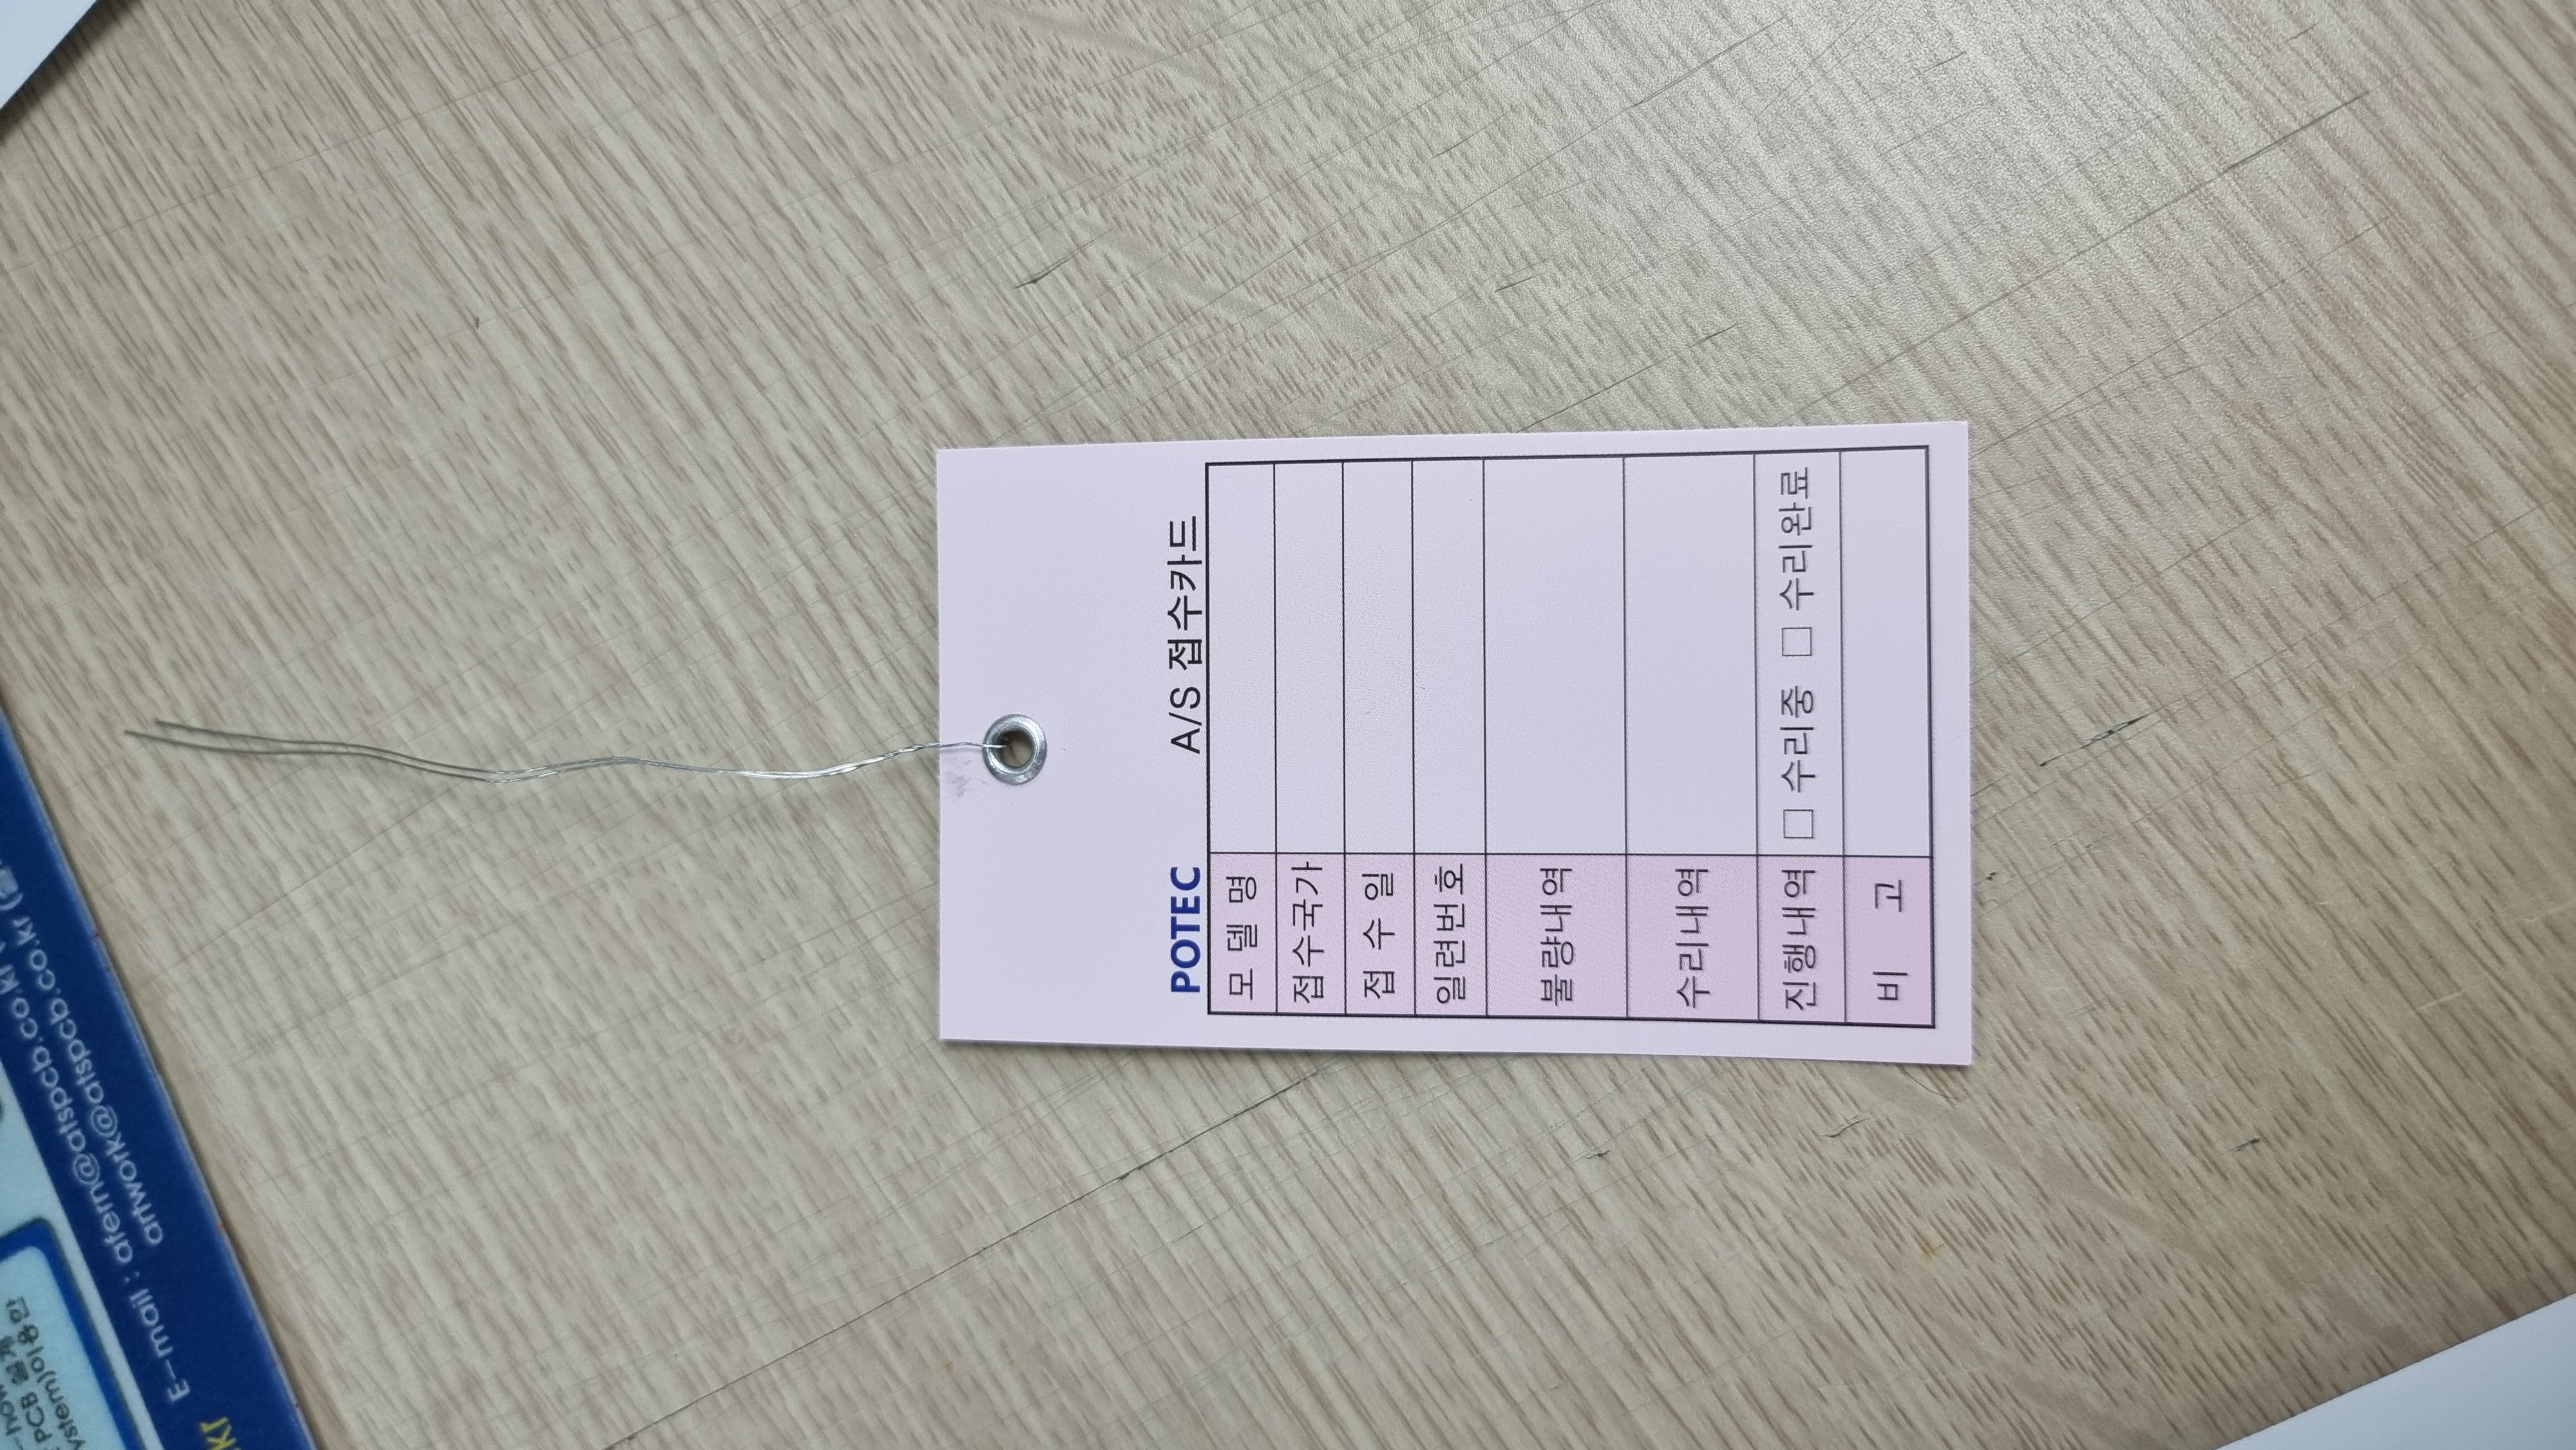 PCB 설계
ystem)이용한
E-mail : afern@atspcb.co.kr
artwork@atspcb.co.kr
kr
POTEC A/S 접수카드
모 델 명
접수국가
접 수 일
일련번호
불량내역
수리내역
진행내역 □ 수리중 □ 수리완료
비 고